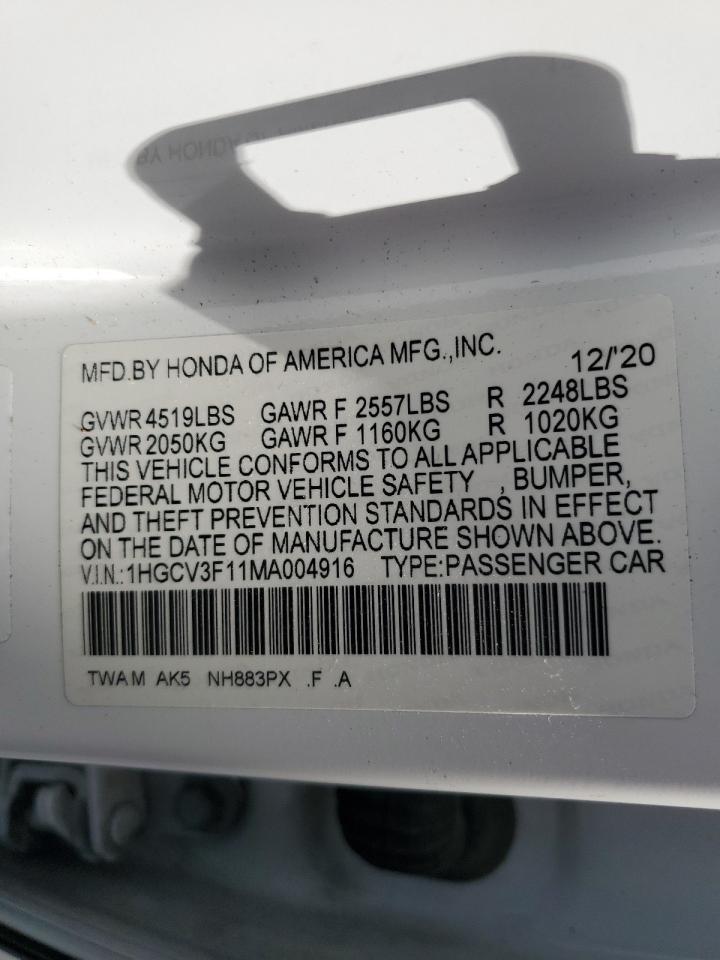 MFD.BY HONDA OF AMERICA MFG.,INC. 12/'20
GVWR 4519LBS GAWR F 2557LBS R 2248LBS
GVWR 2050KG GAWR F 1160KG R 1020KG
THIS VEHICLE CONFORMS TO ALL APPLICABLE
FEDERAL MOTOR VEHICLE SAFETY , BUMPER,
AND THEFT PREVENTION STANDARDS IN EFFECT
ON THE DATE OF MANUFACTURE SHOWN ABOVE.
V.I.N.:1HGCV3F11MA004916 TYPE:PASSENGER CAR
TWAM AK5 NH883PX .F .A